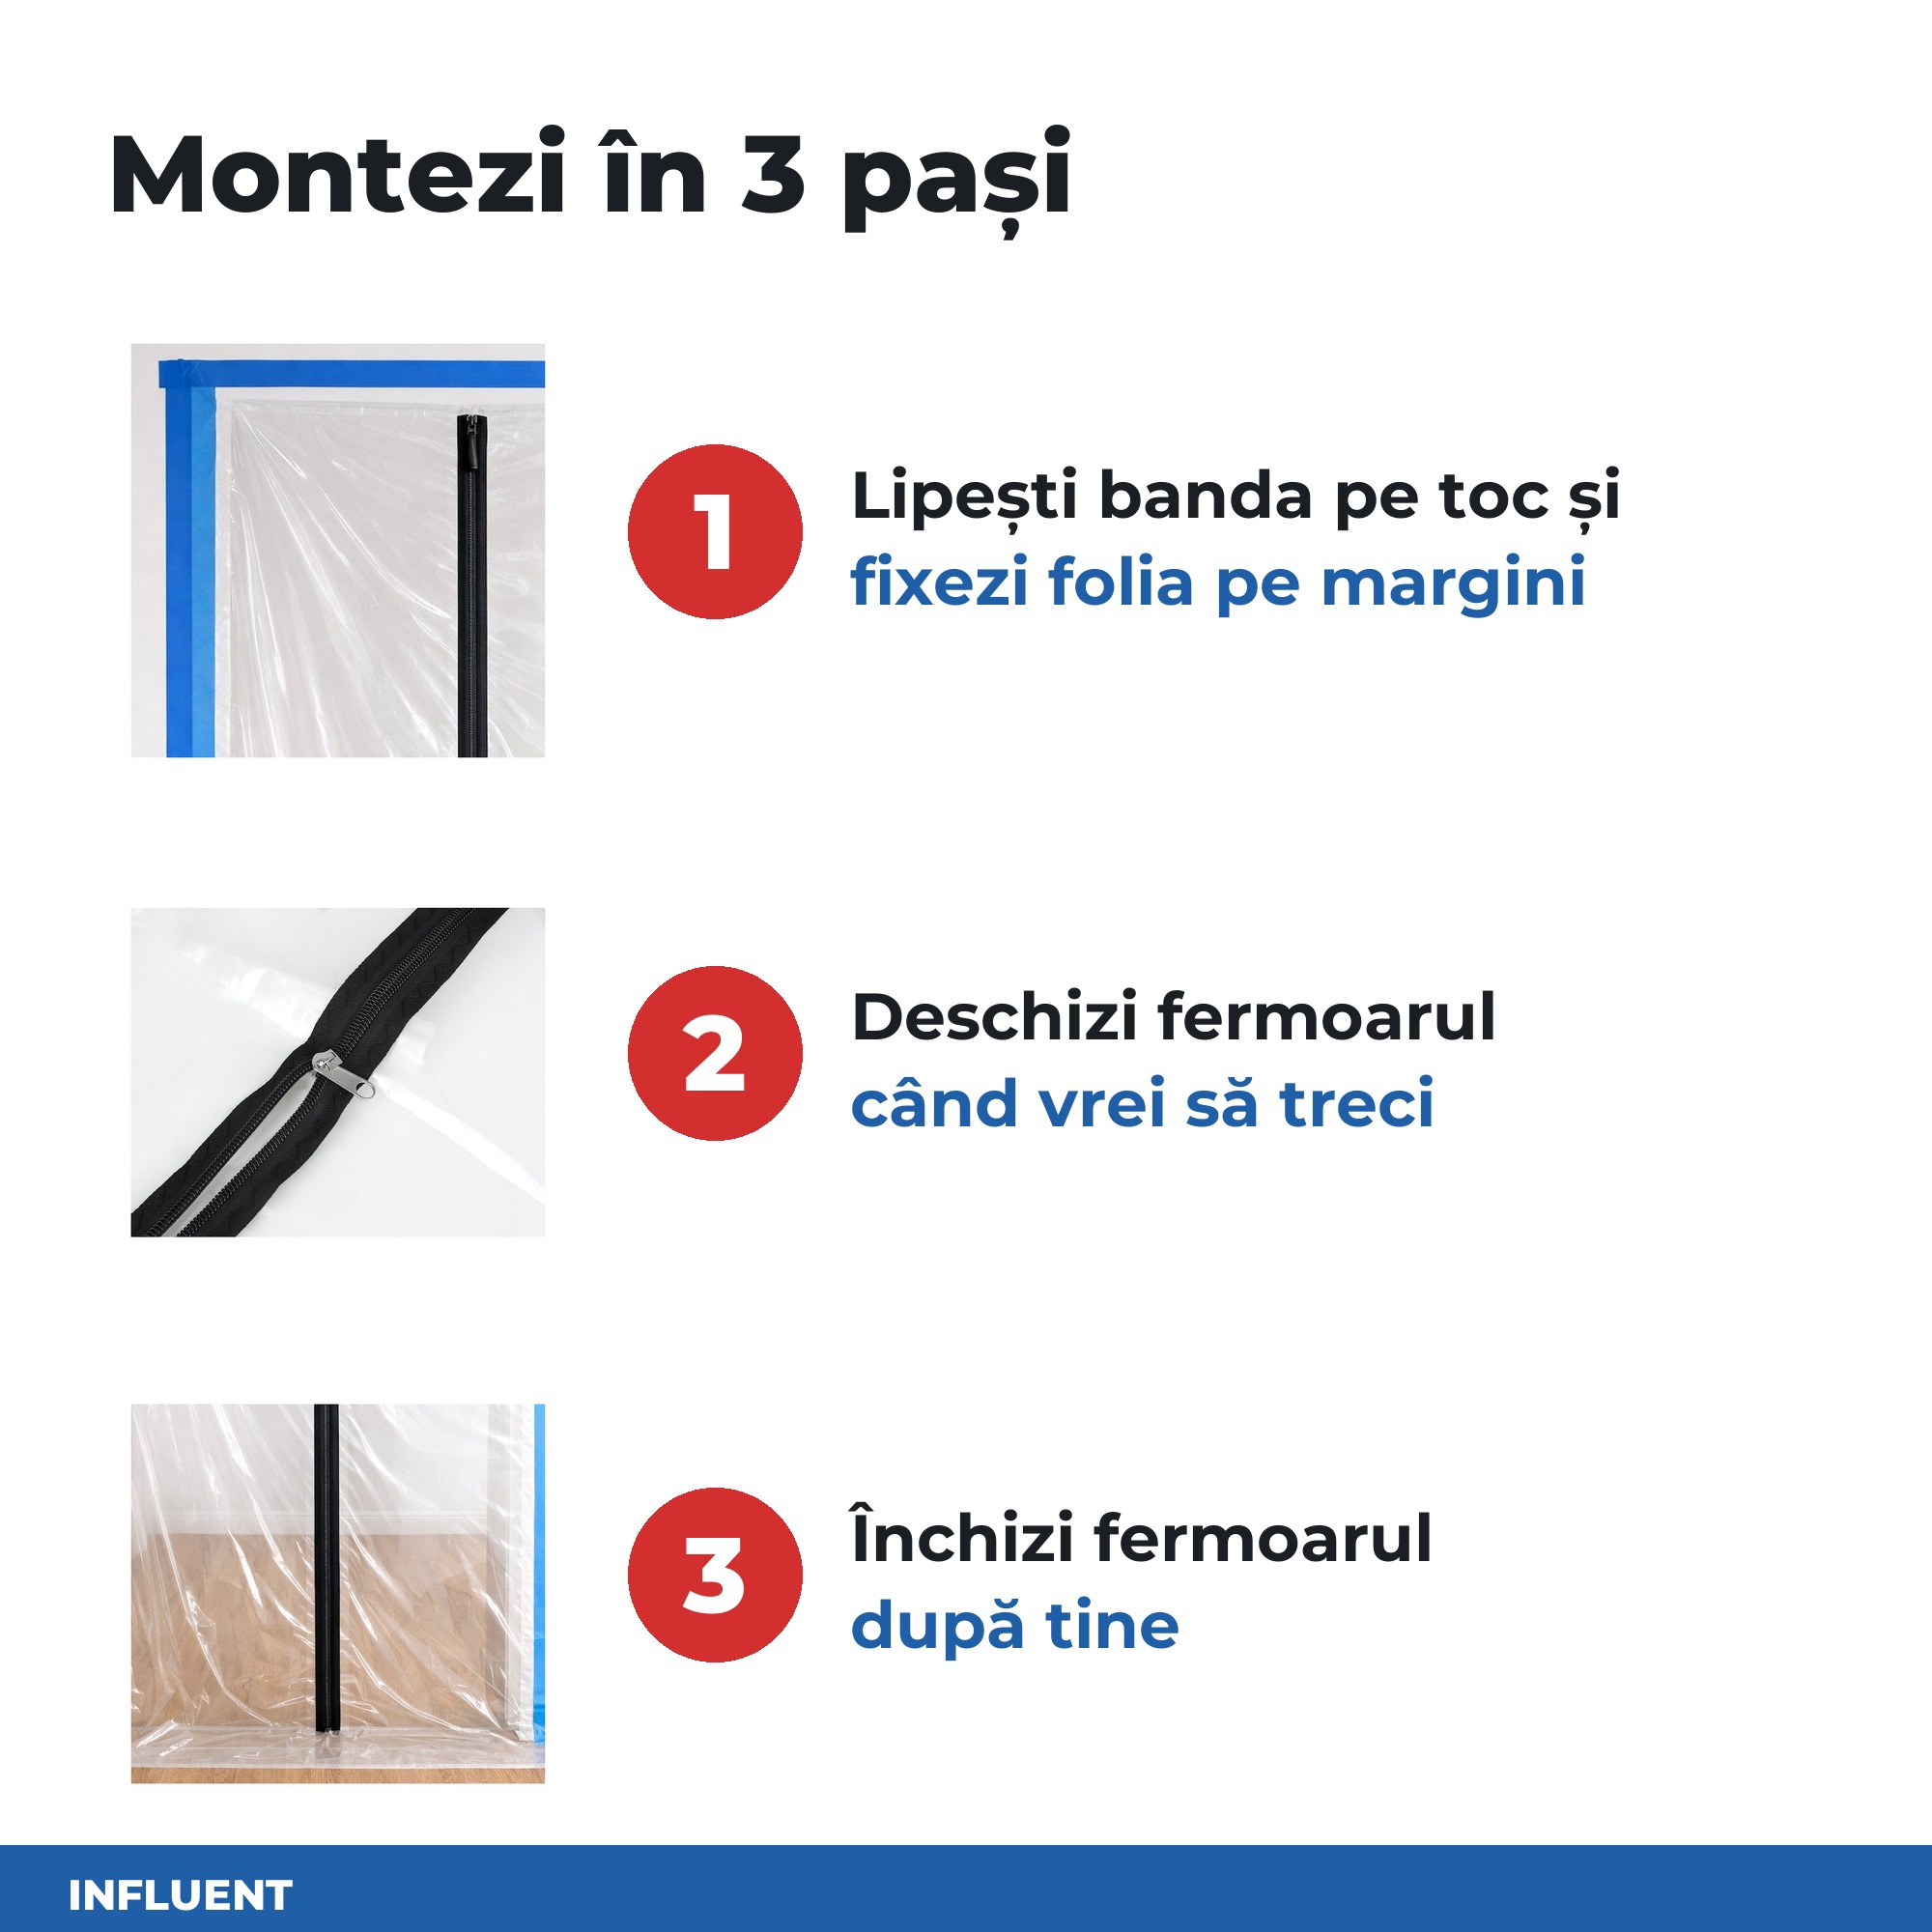 Montezi în 3 pași
1
Lipești banda pe toc și
fixezi folia pe margini
2
Deschizi fermoarul
când vrei să treci
3
Închizi fermoarul
după tine
INFLUENT